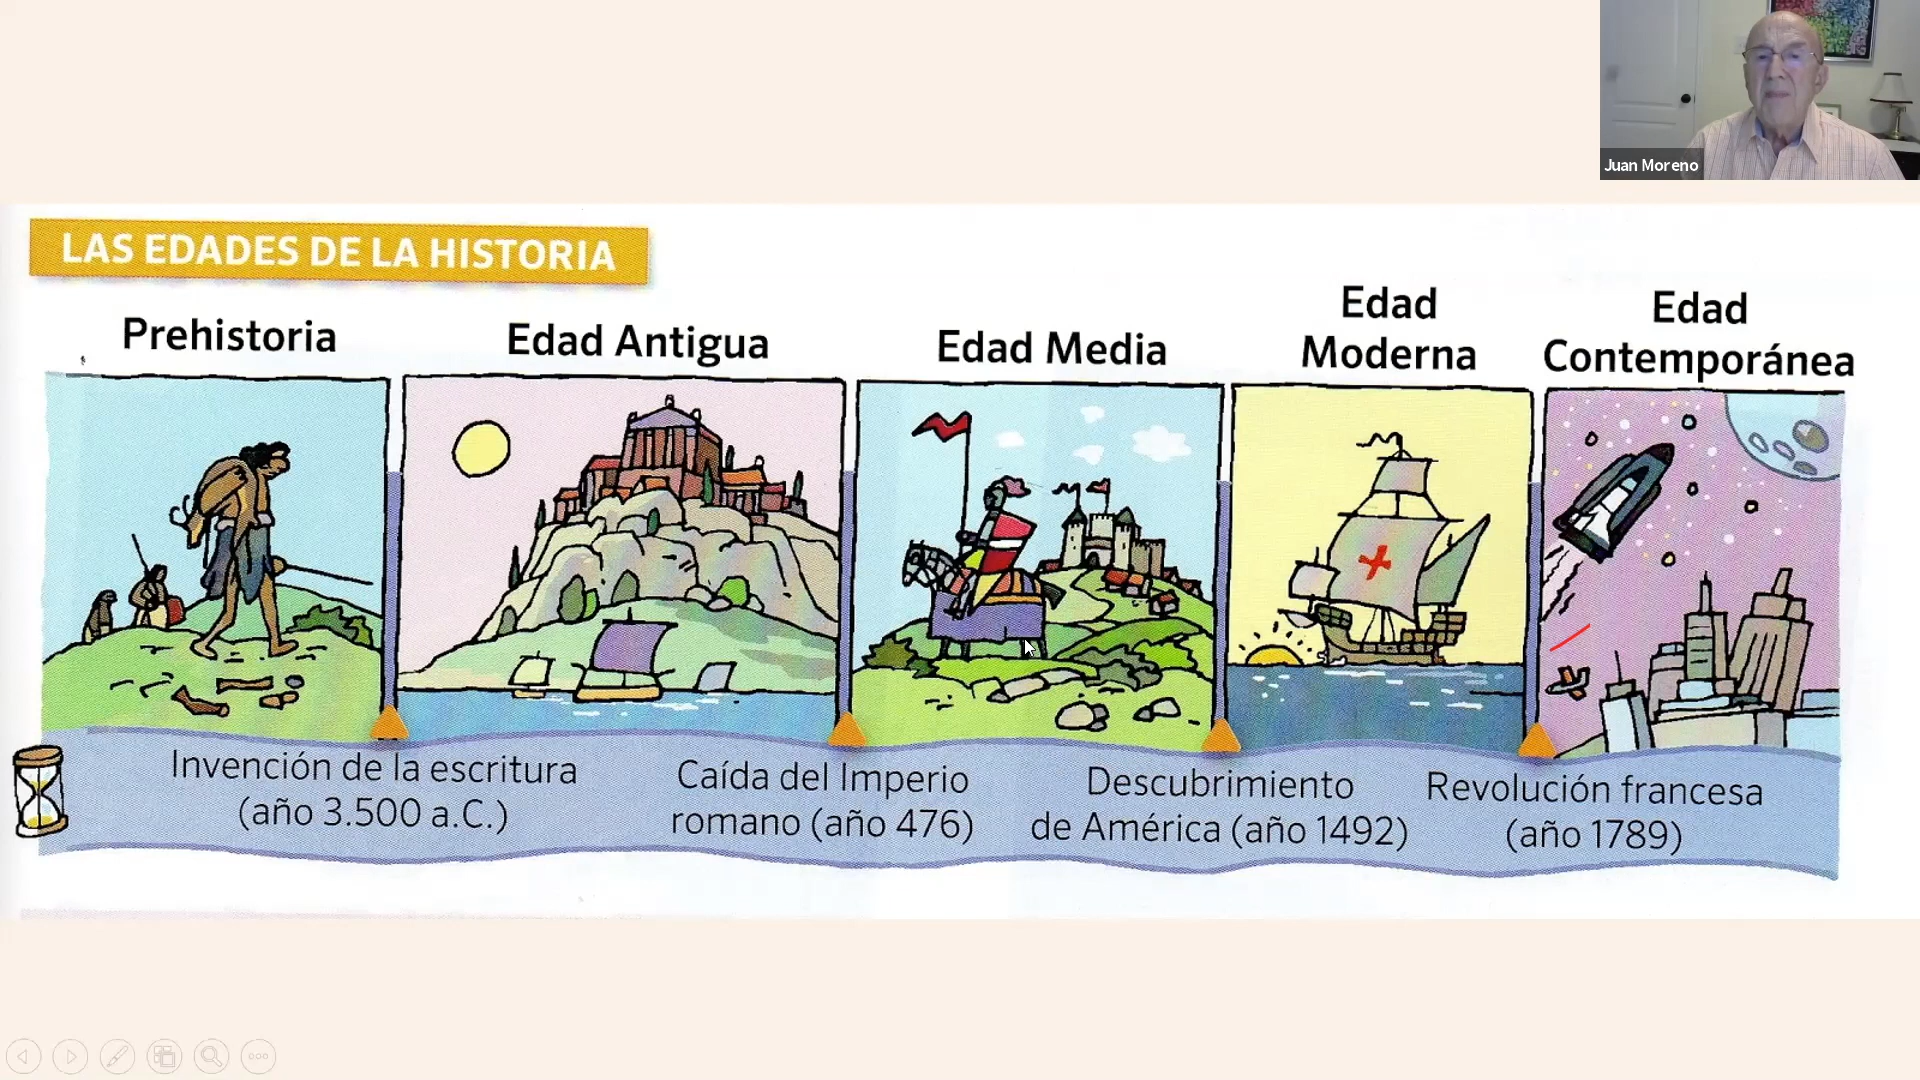 Juan Moreno
LAS EDADES DE LA HISTORIA
Prehistoria
Edad Antigua
Edad Media
Edad
Moderna
Edad
Contemporánea
Invención de la escritura
(año 3.500 a.C.)
Caída del Imperio
romano (año 476)
Descubrimiento
de América (año 1492)
Revolución francesa
(año 1789)